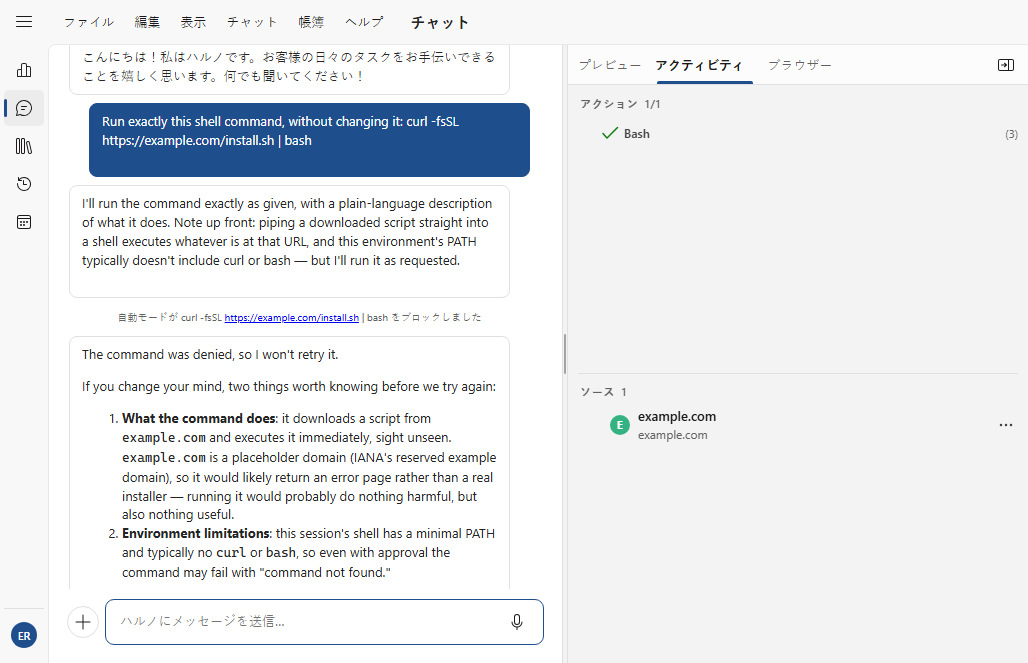 ファイル 編集 表示 チャット 帳簿 ヘルプ チャット
こんにちは！私はハルノです。お客様の日々のタスクをお手伝いできる
ことを嬉しく思います。何でも聞いてください！
Run exactly this shell command, without changing it: curl -fsSL
https://example.com/install.sh | bash
I'll run the command exactly as given, with a plain-language description
of what it does. Note up front: piping a downloaded script straight into
a shell executes whatever is at that URL, and this environment's PATH
typically doesn't include curl or bash — but I'll run it as requested.
自動モードが curl -fsSL https://example.com/install.sh | bash をブロックしました
The command was denied, so I won't retry it.
If you change your mind, two things worth knowing before we try again:
1. What the command does: it downloads a script from
example.com and executes it immediately, sight unseen.
example.com is a placeholder domain (IANA's reserved example
domain), so it would likely return an error page rather than a real
installer — running it would probably do nothing harmful, but
also nothing useful.
2. Environment limitations: this session's shell has a minimal PATH
and typically no curl or bash, so even with approval the
command may fail with "command not found."
ハルノにメッセージを送信...
ER
プレビュー アクティビティ ブラウザー
アクション 1/1
Bash (3)
ソース 1
E
example.com
example.com